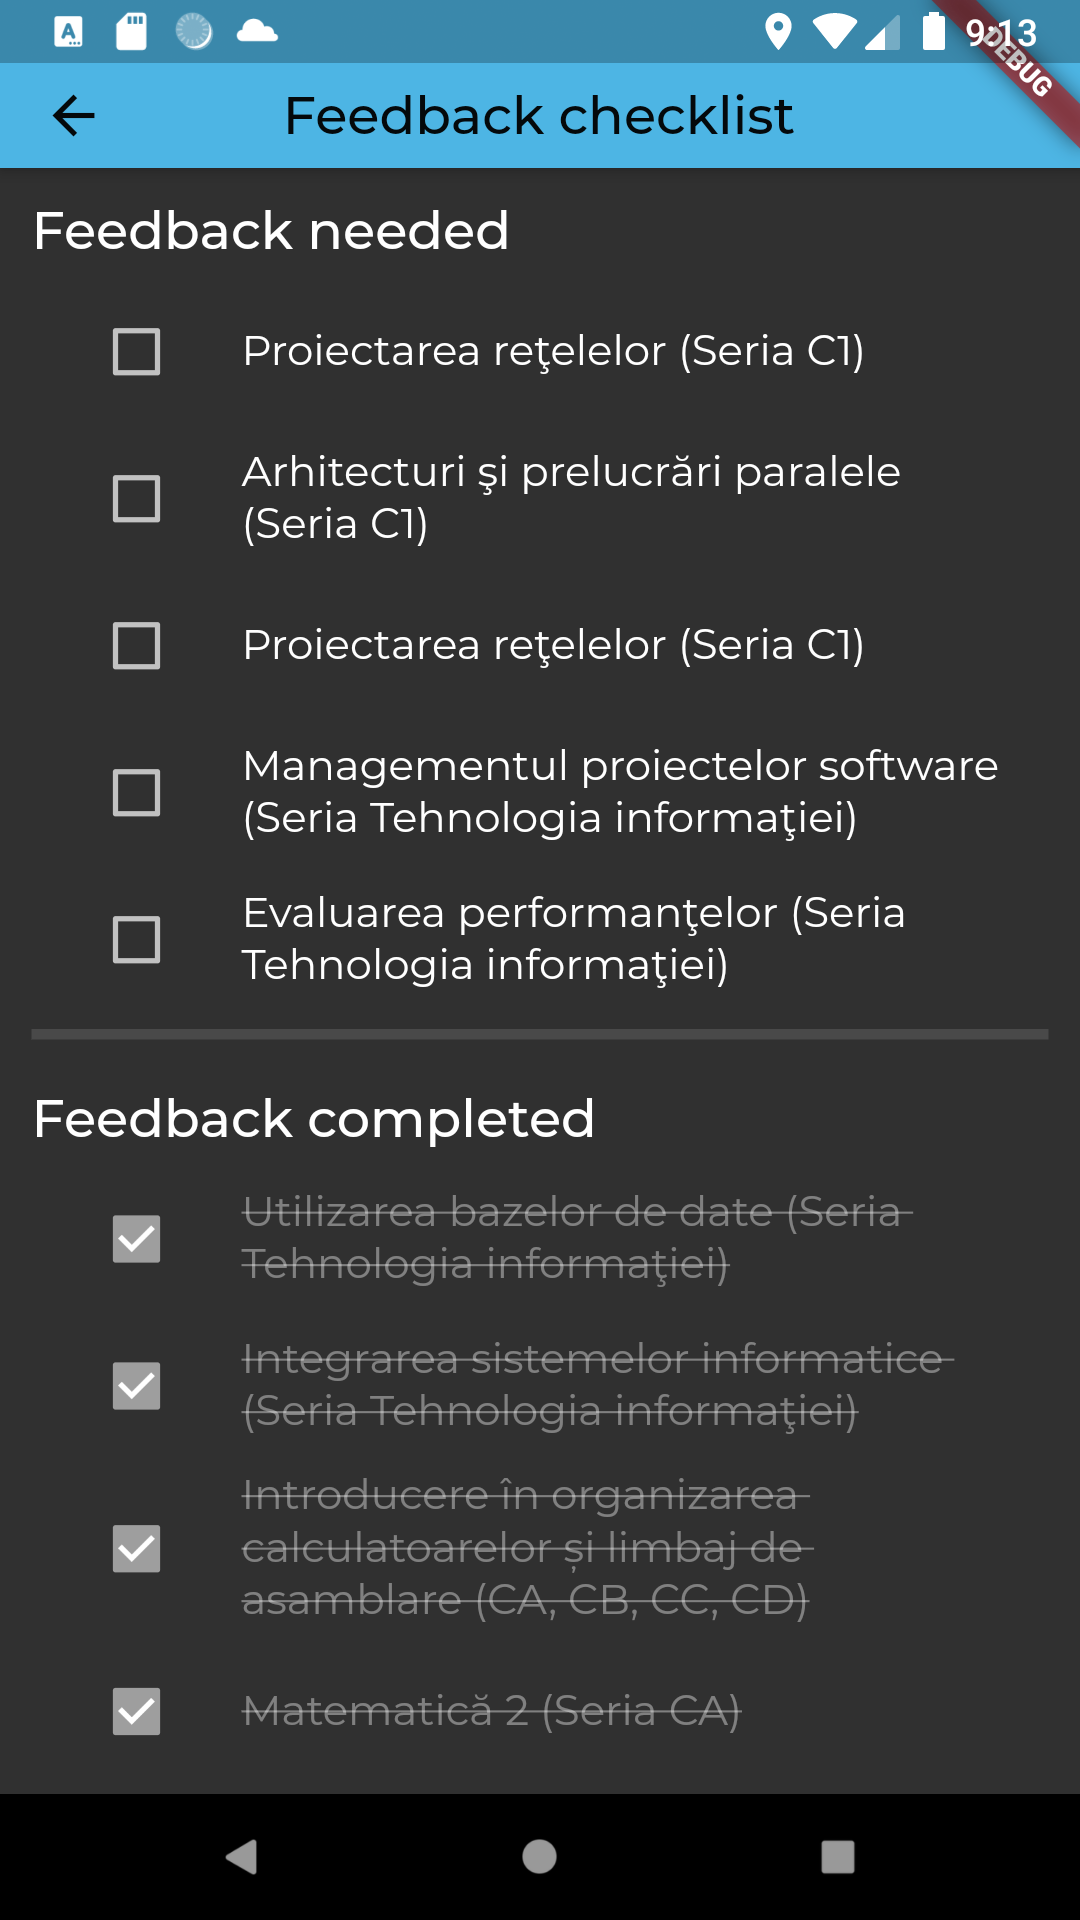 A
9:13
DEBUG
Feedback checklist
Feedback needed
Proiectarea reţelelor (Seria C1)
Arhitecturi şi prelucrări paralele
(Seria C1)
Proiectarea reţelelor (Seria C1)
Managementul proiectelor software
(Seria Tehnologia informaţiei)
Evaluarea performanţelor (Seria
Tehnologia informaţiei)
Feedback completed
Utilizarea bazelor de date (Seria
Tehnologia informaţiei)
Integrarea sistemelor informatice
(Seria Tehnologia informaţiei)
Introducere în organizarea
calculatoarelor și limbaj de
asamblare (CA, CB, CC, CD)
Matematică 2 (Seria CA)